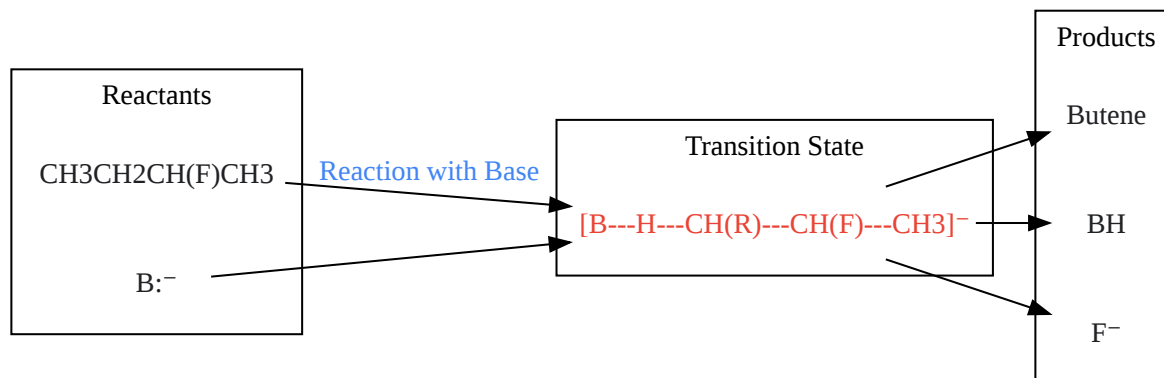 Reactants
CH3CH2CH(F)CH3
B:⁻
Reaction with Base
Transition State
[B---H---CH(R)---CH(F)---CH3]⁻
Products
Butene
BH
F⁻